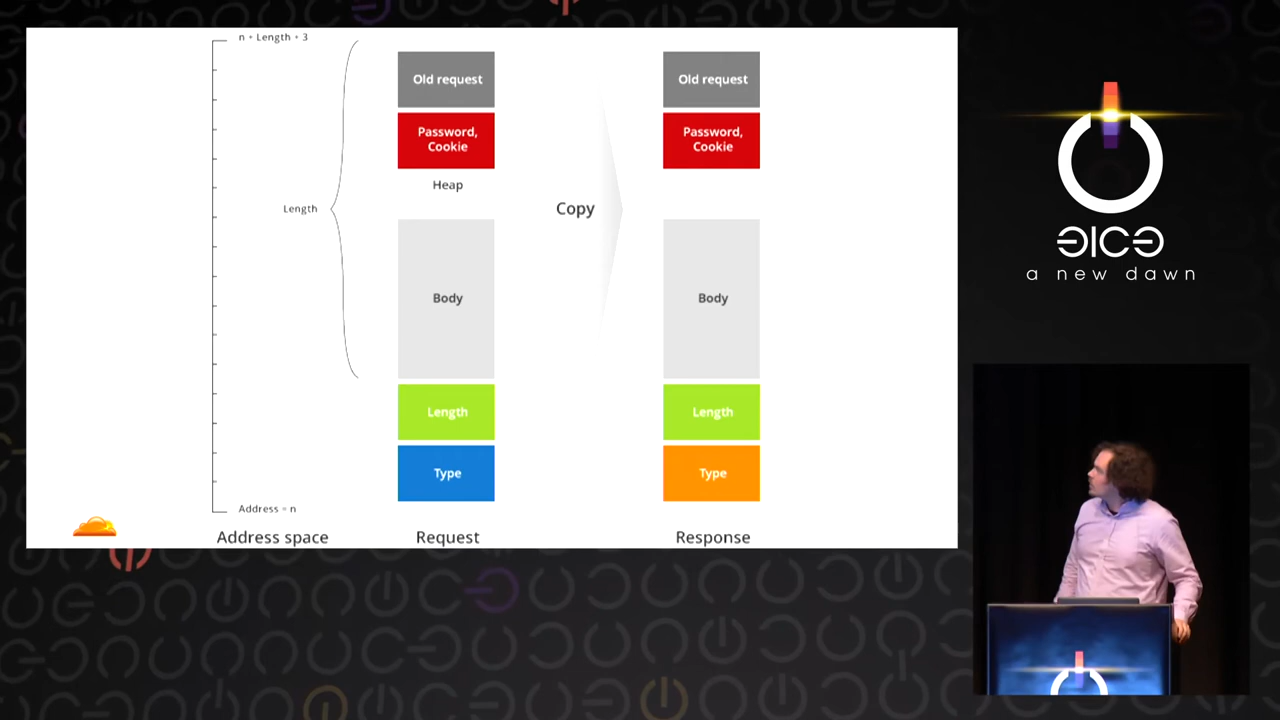 n + Length + 3
Old request
Old request
Password,
Cookie
Password,
Cookie
Heap
Length
Copy
Body
Body
Length
Length
Type
Type
Address = n
Address space
Request
Response
31C3
a new dawn